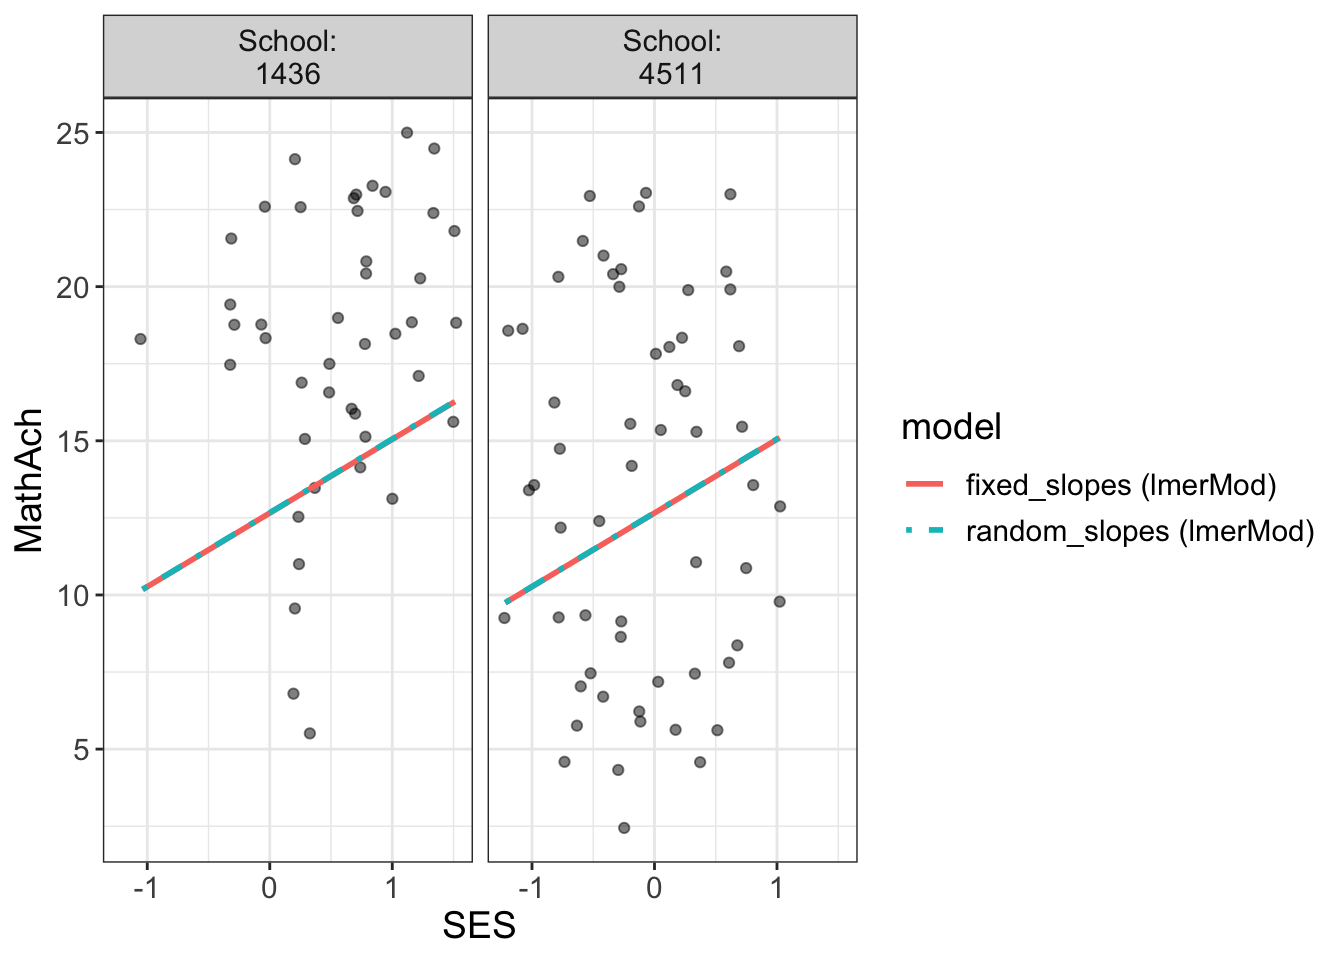 School:
1436
School:
4511
25
20
15
10
5
MathAch
-1
0
1
-1
0
1
SES
model
fixed_slopes (lmerMod)
random_slopes (lmerMod)